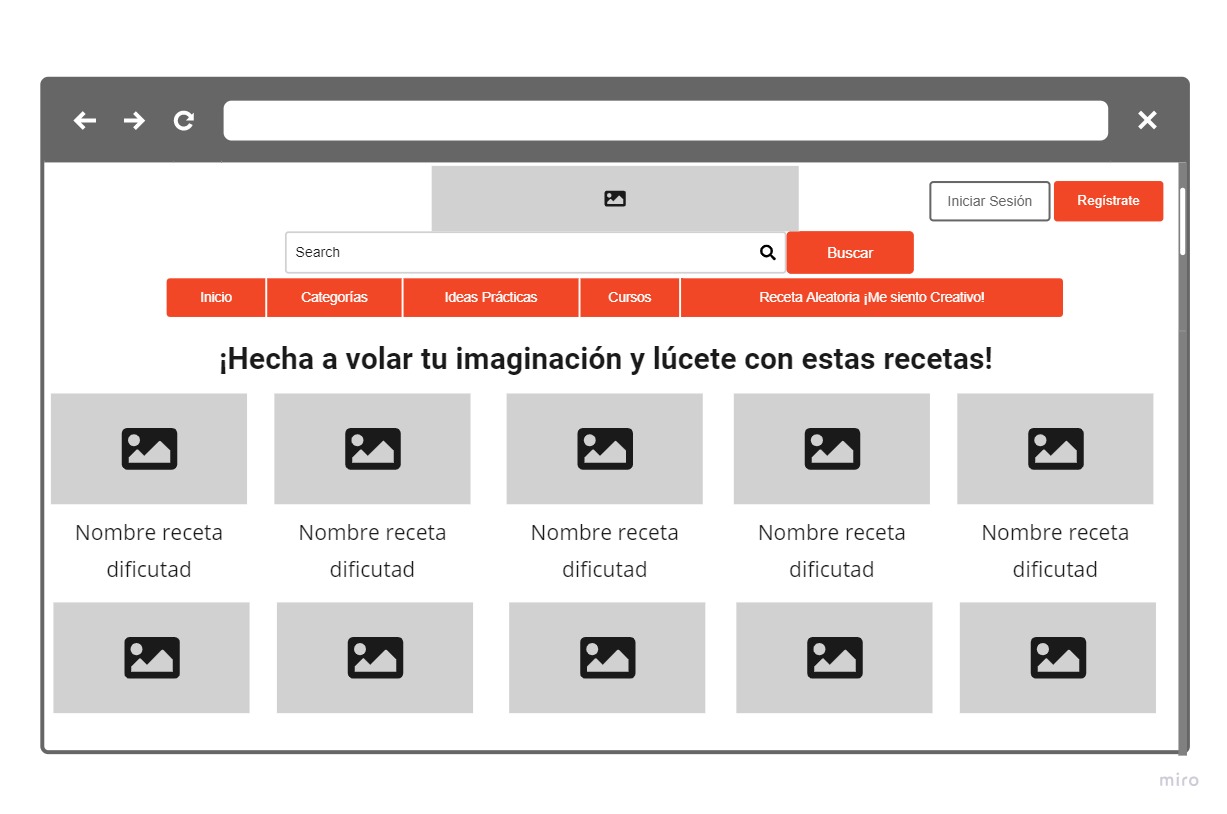 Iniciar Sesión
Regístrate
Search
Buscar
Inicio
Categorías
Ideas Prácticas
Cursos
Receta Aleatoria ¡Me siento Creativo!
¡Hecha a volar tu imaginación y lúcete con estas recetas!
Nombre receta
dificutad
Nombre receta
dificutad
Nombre receta
dificutad
Nombre receta
dificutad
Nombre receta
dificutad
miro